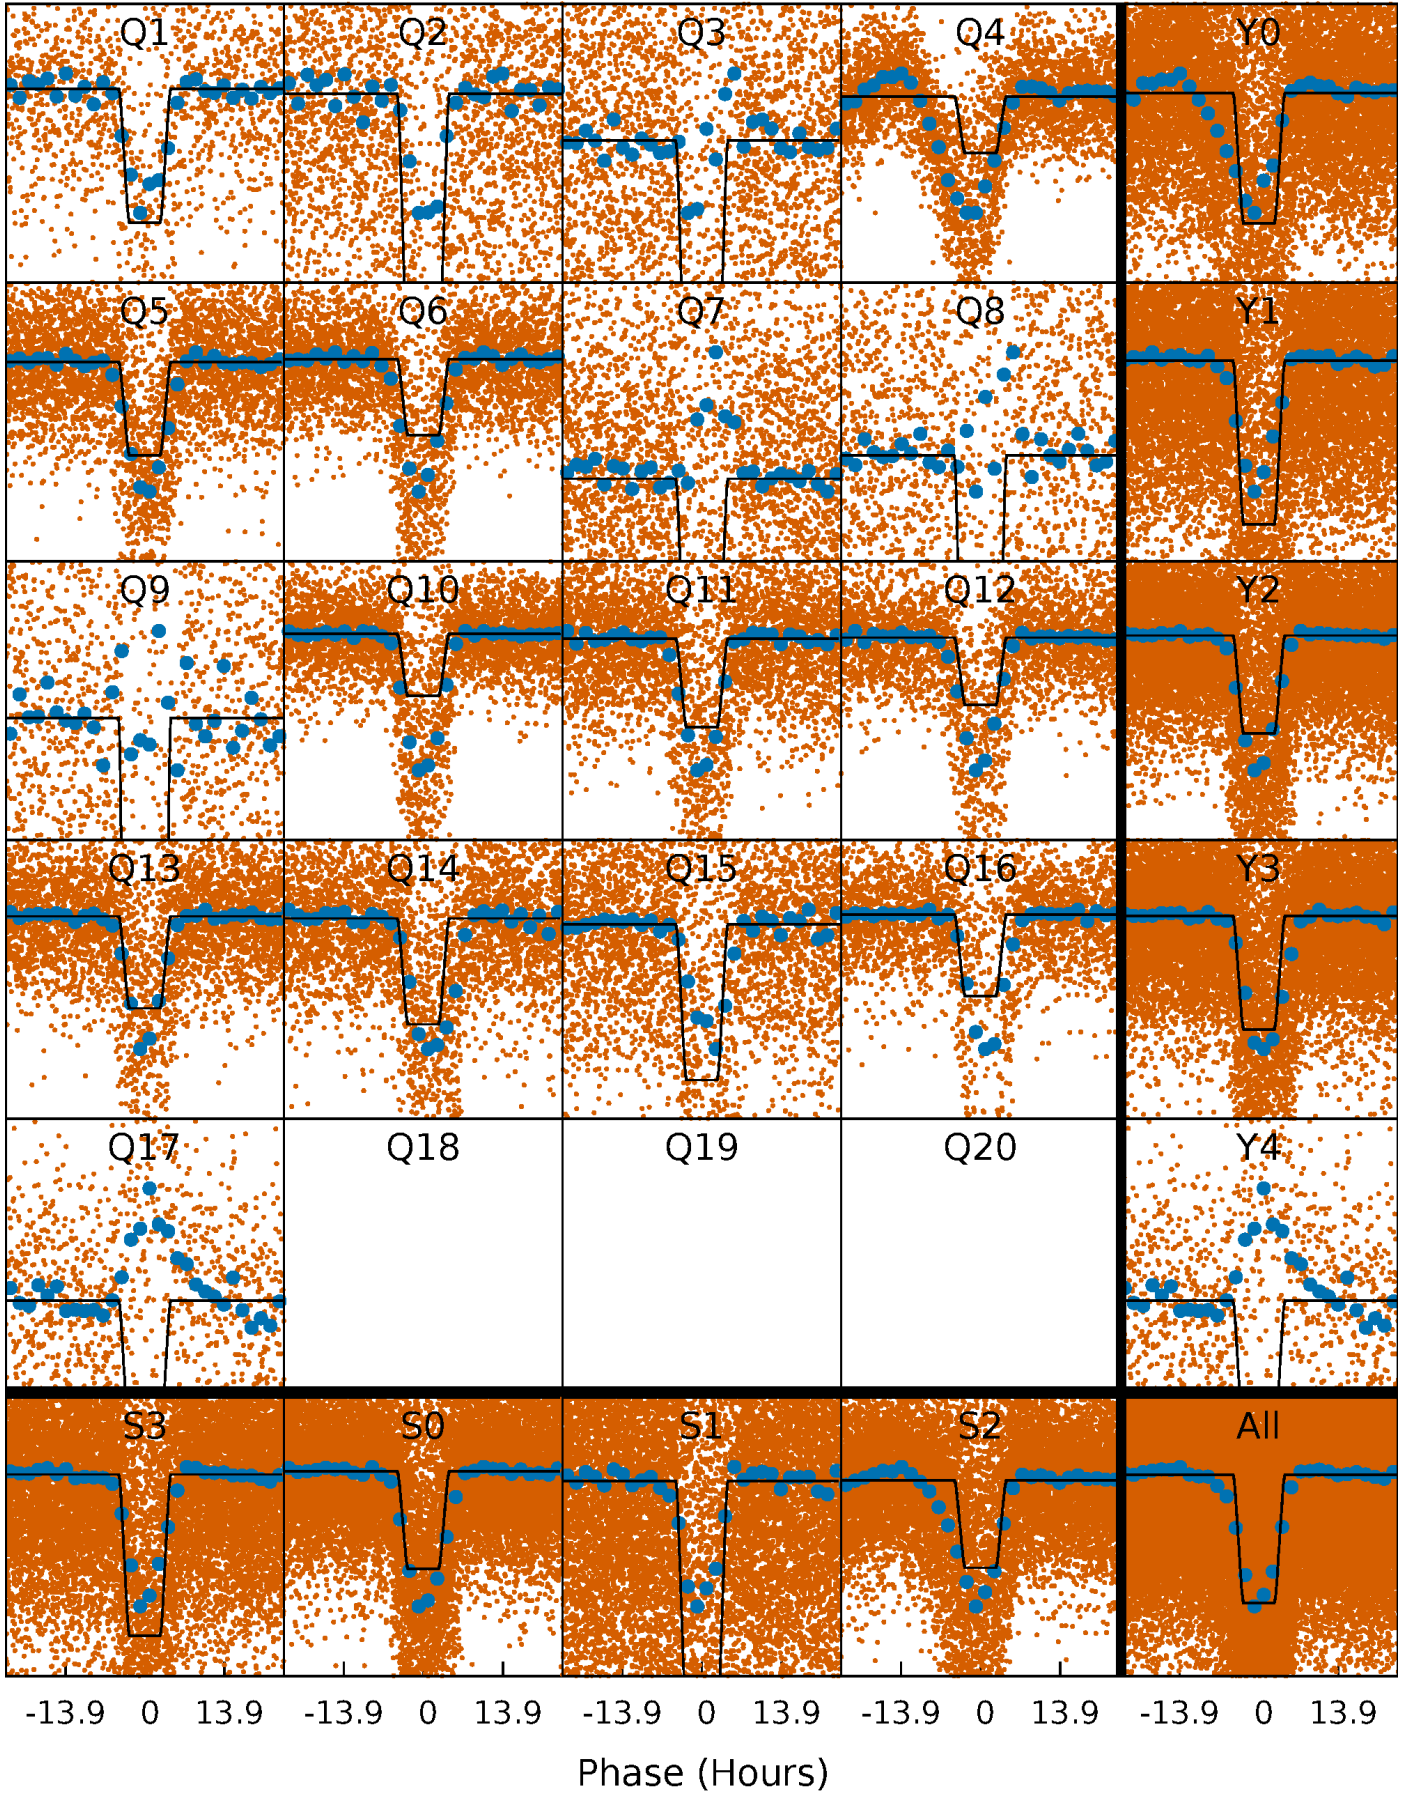 Q1 Q2 Q3 Q4 Y0
Q5 Q6 Q7 Q8 Y1
Q9 Q10 Q11 Q12 Y2
Q13 Q14 Q15 Q16 Y3
Q17 Q18 Q19 Q20 Y4
S3 S0 S1 S2 All
-13.9 0 13.9 -13.9 0 13.9 -13.9 0 13.9 -13.9 0 13.9 -13.9 0 13.9
Phase (Hours)